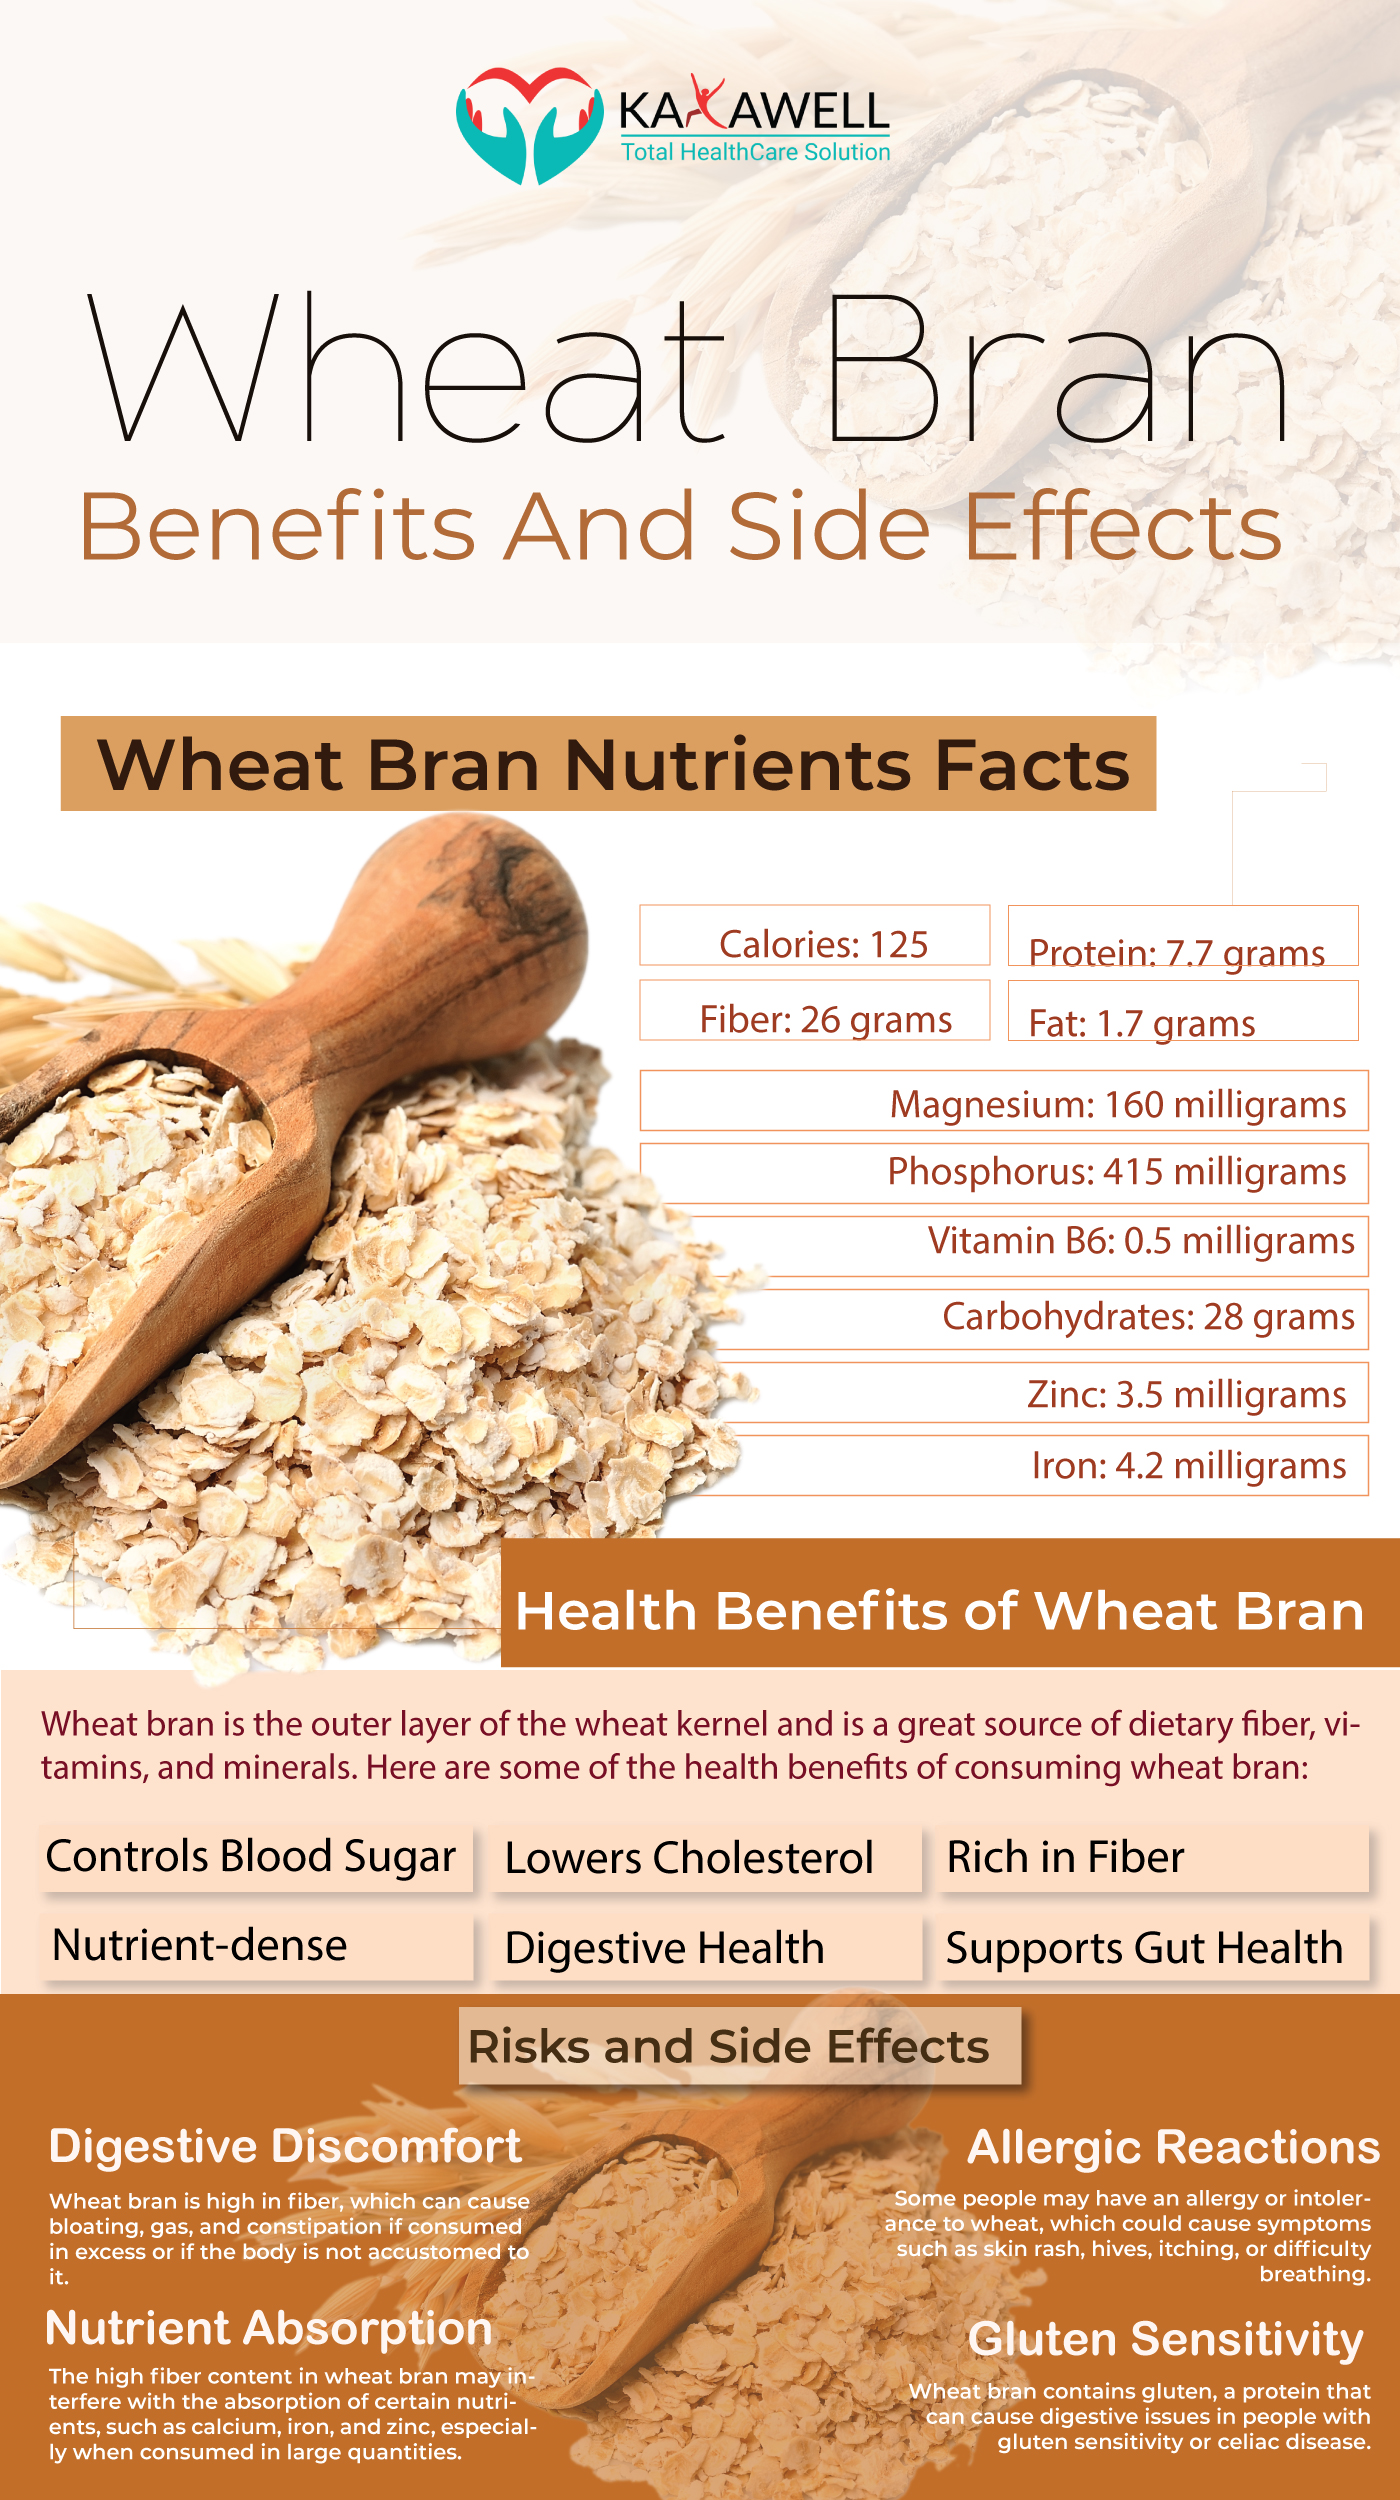 KAYAWELL
Total HealthCare Solution
Wheat Bran
Benefits And Side Effects
Wheat Bran Nutrients Facts
Calories: 125
Protein: 7.7 grams
Fiber: 26 grams
Fat: 1.7 grams
Magnesium: 160 milligrams
Phosphorus: 415 milligrams
Vitamin B6: 0.5 milligrams
Carbohydrates: 28 grams
Zinc: 3.5 milligrams
Iron: 4.2 milligrams
Health Benefits of Wheat Bran
Wheat bran is the outer layer of the wheat kernel and is a great source of dietary fiber, vi-
tamins, and minerals. Here are some of the health benefits of consuming wheat bran:
Controls Blood Sugar
Lowers Cholesterol
Rich in Fiber
Nutrient-dense
Digestive Health
Supports Gut Health
Risks and Side Effects
Digestive Discomfort
Wheat bran is high in fiber, which can cause
bloating, gas, and constipation if consumed
in excess or if the body is not accustomed to
it.
Allergic Reactions
Some people may have an allergy or intoler-
ance to wheat, which could cause symptoms
such as skin rash, hives, itching, or difficulty
breathing.
Nutrient Absorption
The high fiber content in wheat bran may in-
terfere with the absorption of certain nutri-
ents, such as calcium, iron, and zinc, especial-
ly when consumed in large quantities.
Gluten Sensitivity
Wheat bran contains gluten, a protein that
can cause digestive issues in people with
gluten sensitivity or celiac disease.